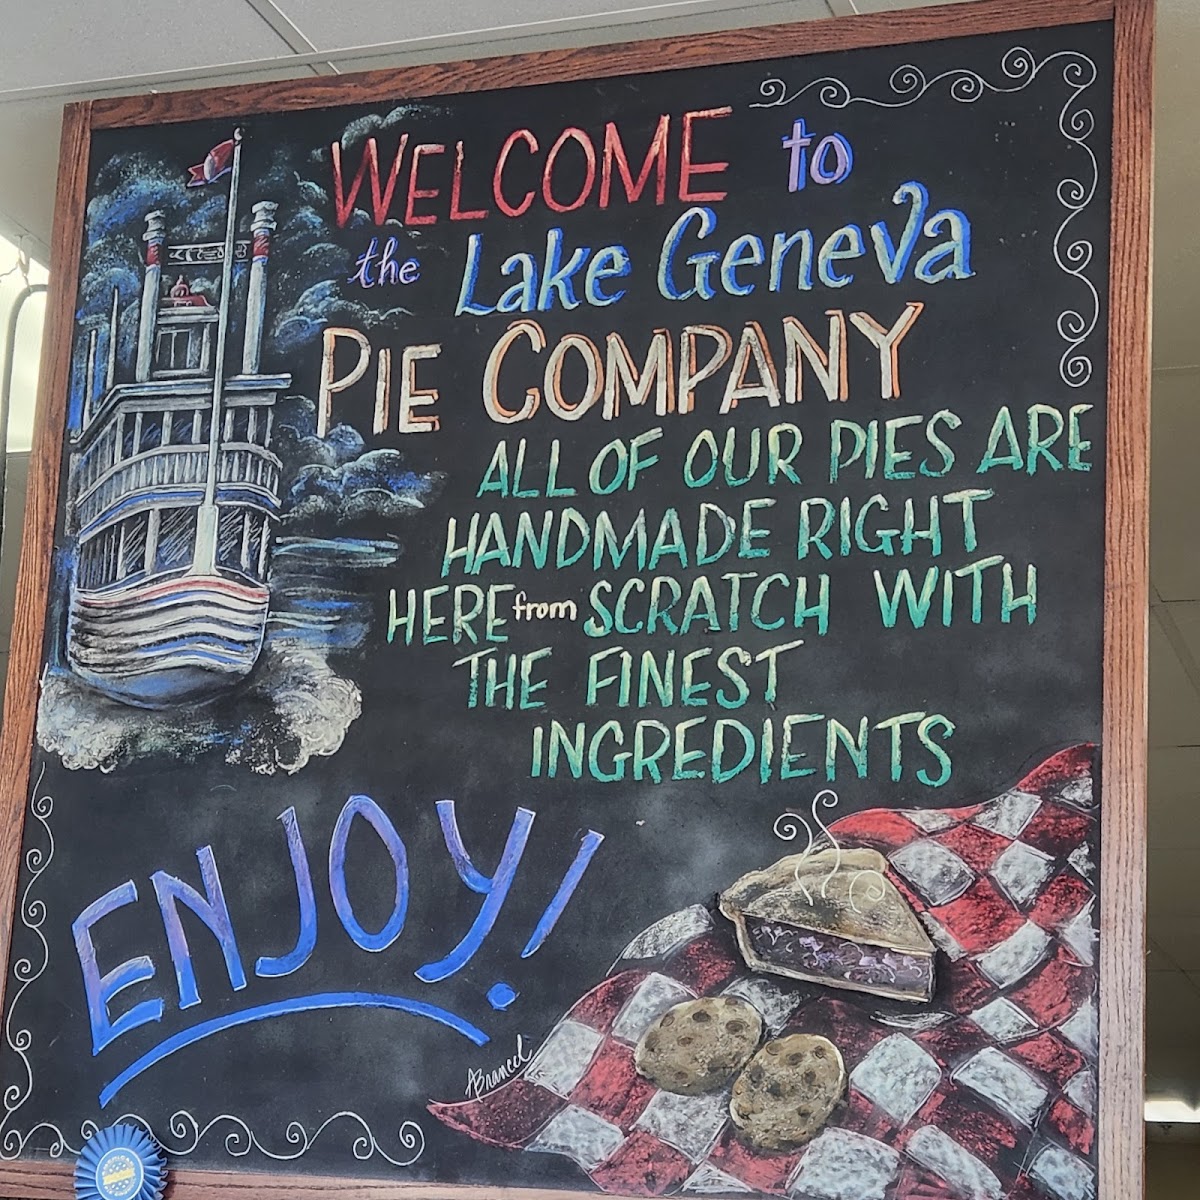 WELCOME to
the Lake Geneva
PIE COMPANY
ALL OF OUR PIES ARE
HANDMADE RIGHT
HERE from SCRATCH WITH
THE FINEST
INGREDIENTS
ENJOY!